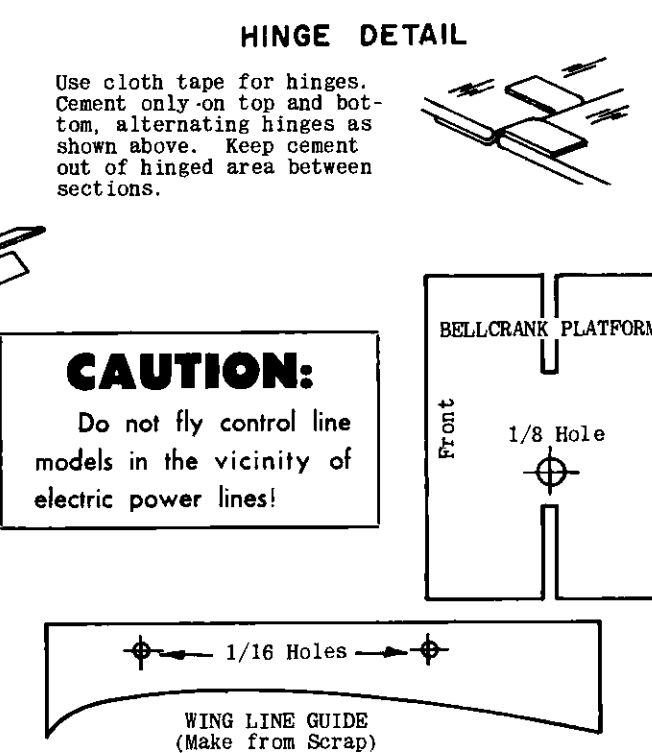 HINGE DETAIL
Use cloth tape for hinges.
Cement only on top and bot-
tom, alternating hinges as
shown above. Keep cement
out of hinged area between
sections.
CAUTION:
Do not fly control line
models in the vicinity of
electric power lines!
BELLCRANK PLATFORM
Front
1/8 Hole
1/16 Holes
WING LINE GUIDE
(Make from Scrap)